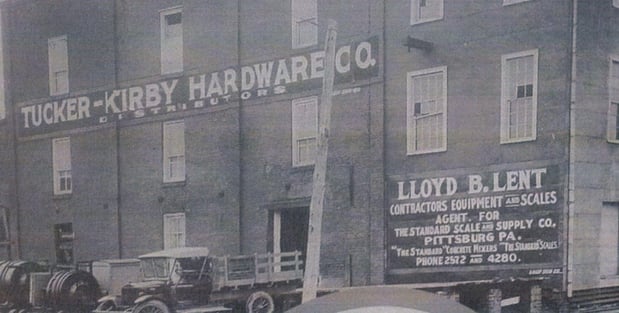 TUCKER-KIRBY HARDWARE CO.
DISTRIBUTORS
LLOYD B. LENT
CONTRACTORS EQUIPMENT AND SCALES
AGENT FOR
THE STANDARD SCALE AND SUPPLY CO.
PITTSBURG PA.
"THE STANDARD" CONCRETE MIXERS "THE STANDARD" SCALES
PHONE 2572 AND 4280.